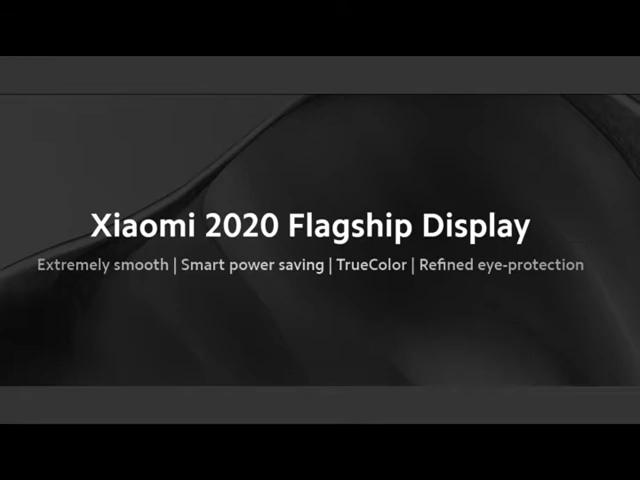 Xiaomi 2020 Flagship Display
Extremely smooth | Smart power saving | TrueColor | Refined eye-protection